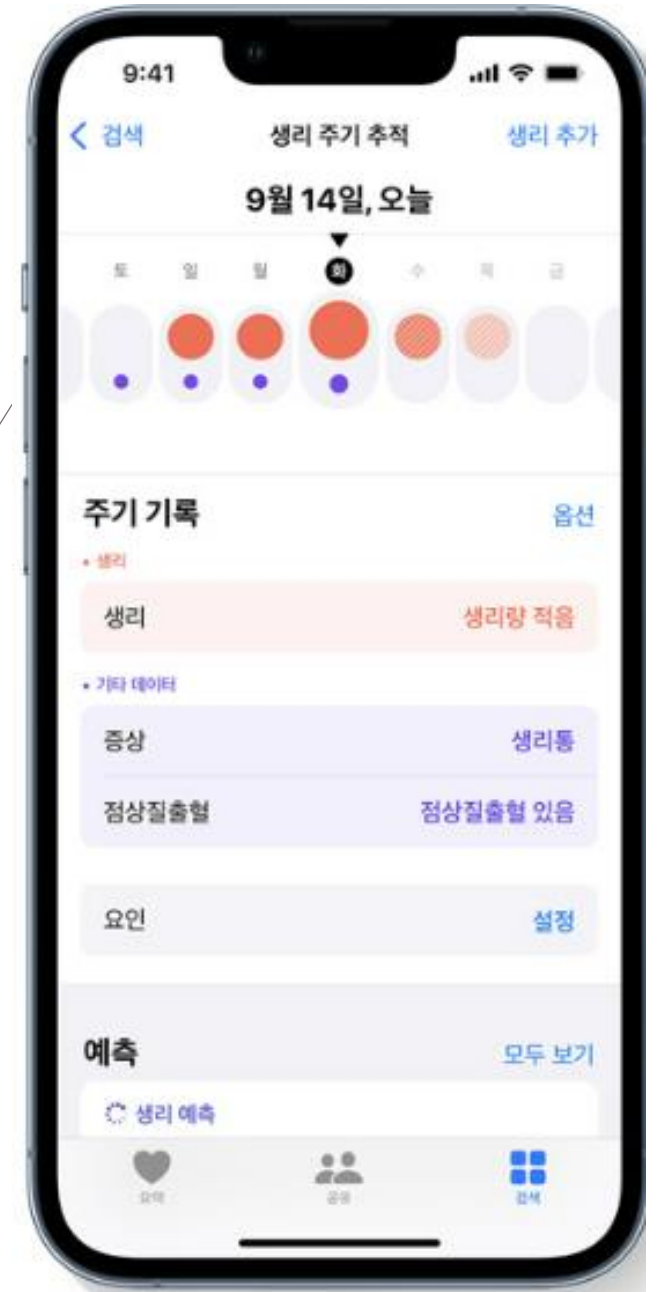 9:41
검색 생리 주기 추적 생리 추가
9월 14일, 오늘
토 일 월 화 수 목 금
주기 기록 옵션
• 생리
생리 생리량 적음
• 기타 데이터
증상 생리통
점상질출혈 점상질출혈 있음
요인 설정
예측 모두 보기
생리 예측
요약 공유 검색